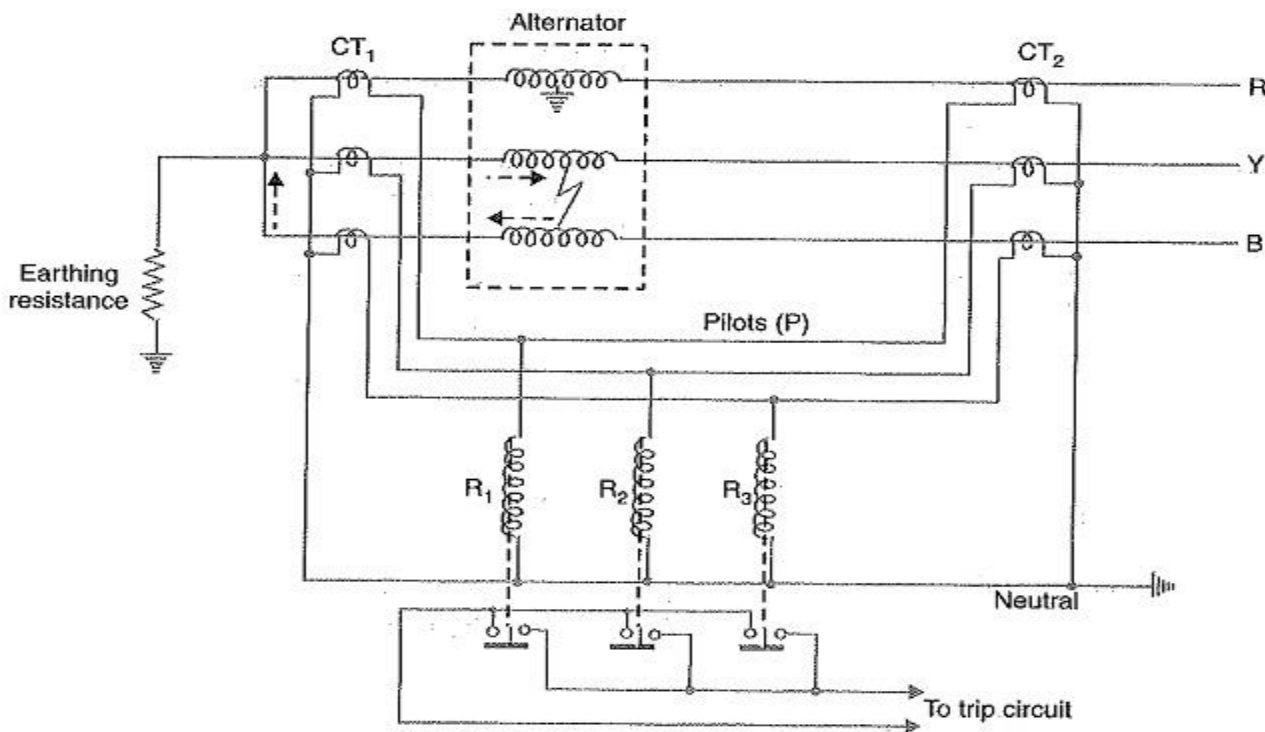 Alternator
CT1
CT2
R
Y
B
Earthing
resistance
Pilots (P)
R1
R2
R3
Neutral
To trip circuit